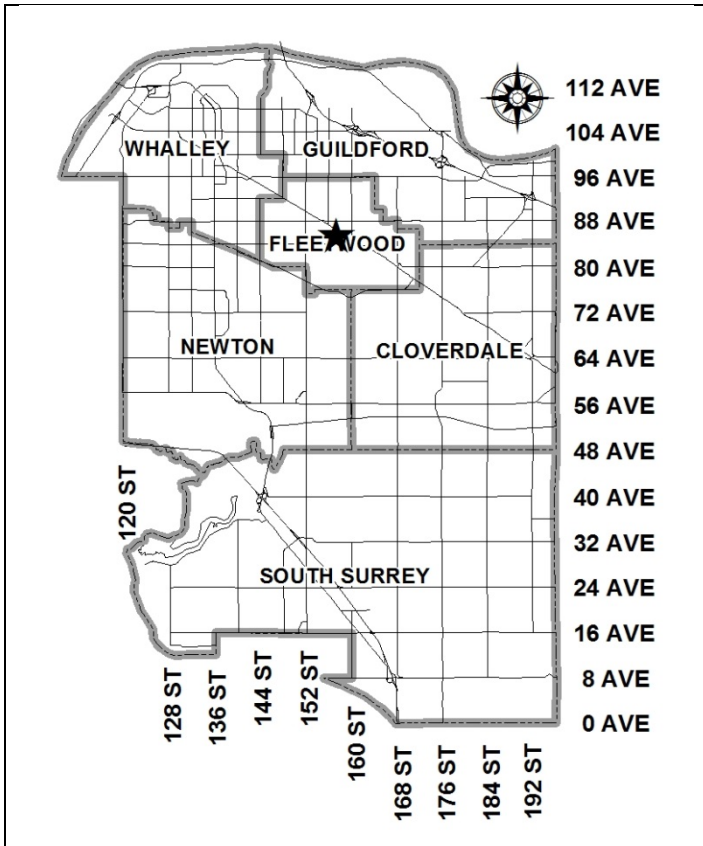 112 AVE
104 AVE
WHALLEY
GUILDFORD
96 AVE
88 AVE
FLEETWOOD
80 AVE
72 AVE
NEWTON
CLOVERDALE
64 AVE
56 AVE
48 AVE
120 ST
40 AVE
32 AVE
SOUTH SURREY
24 AVE
16 AVE
8 AVE
0 AVE
128 ST
136 ST
144 ST
152 ST
160 ST
168 ST
176 ST
184 ST
192 ST